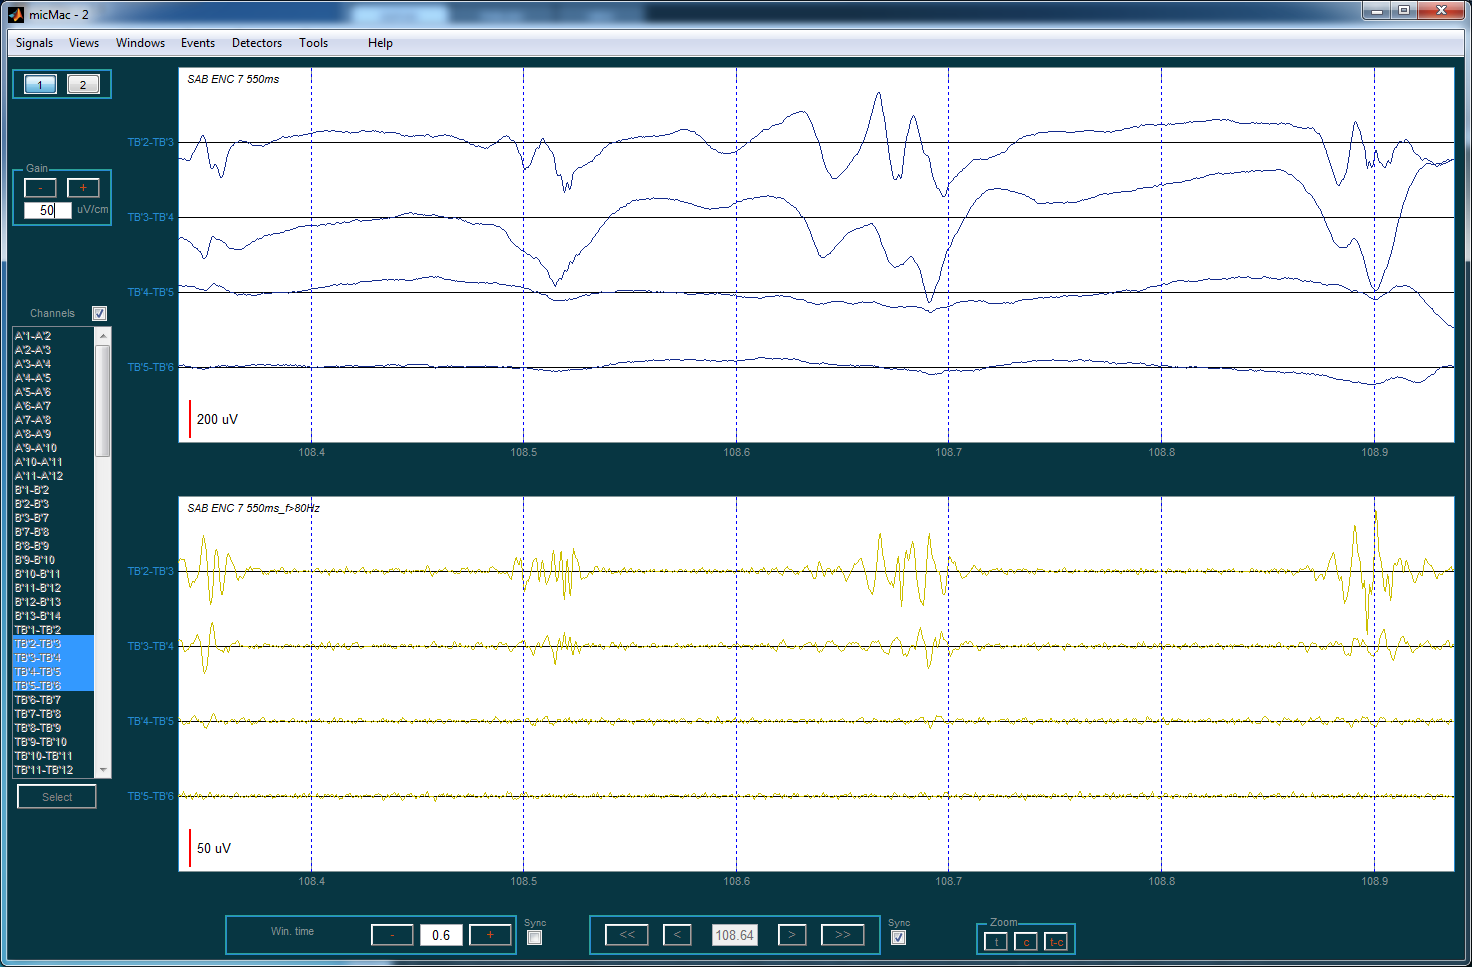 micMac - 2
Signals Views Windows Events Detectors Tools Help
1 2
Gain
- +
50 uV/cm
Channels
A'1-A'2
A'2-A'3
A'3-A'4
A'4-A'5
A'5-A'6
A'6-A'7
A'7-A'8
A'8-A'9
A'9-A'10
A'10-A'11
A'11-A'12
B'1-B'2
B'2-B'3
B'3-B'7
B'7-B'8
B'8-B'9
B'9-B'10
B'10-B'11
B'11-B'12
B'12-B'13
B'13-B'14
TB'1-TB'2
TB'2-TB'3
TB'3-TB'4
TB'4-TB'5
TB'5-TB'6
TB'6-TB'7
TB'7-TB'8
TB'8-TB'9
TB'9-TB'10
TB'10-TB'11
TB'11-TB'12
Select
SAB ENC 7 550ms
TB'2-TB'3
TB'3-TB'4
TB'4-TB'5
TB'5-TB'6
200 uV
108.4 108.5 108.6 108.7 108.8 108.9
SAB ENC 7 550ms_f>80Hz
TB'2-TB'3
TB'3-TB'4
TB'4-TB'5
TB'5-TB'6
50 uV
108.4 108.5 108.6 108.7 108.8 108.9
Win. time - 0.6 + Sync
<< < 108.64 > >> Sync
Zoom
t c t-c